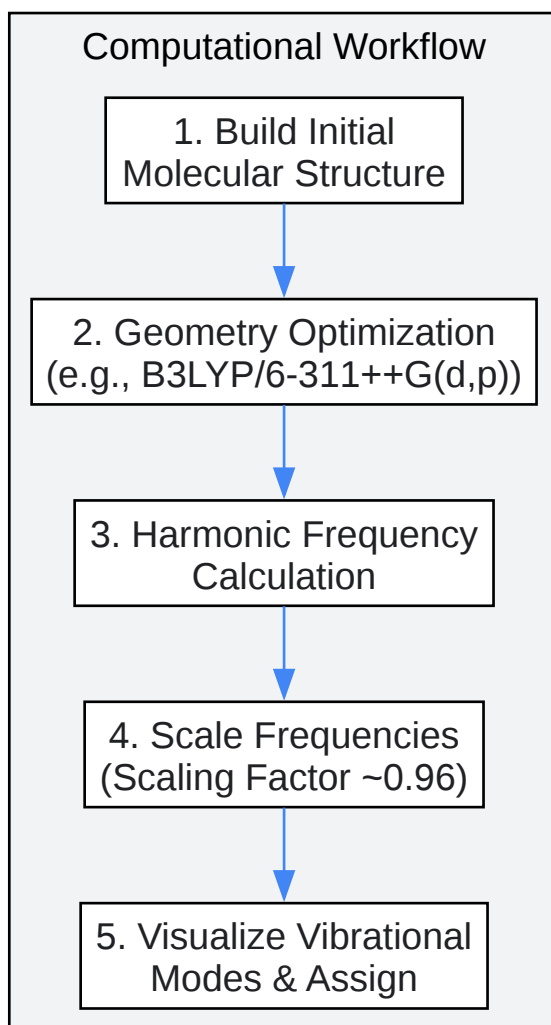 Computational Workflow
1. Build Initial
Molecular Structure
2. Geometry Optimization
(e.g., B3LYP/6-311++G(d,p))
3. Harmonic Frequency
Calculation
4. Scale Frequencies
(Scaling Factor ~0.96)
5. Visualize Vibrational
Modes & Assign